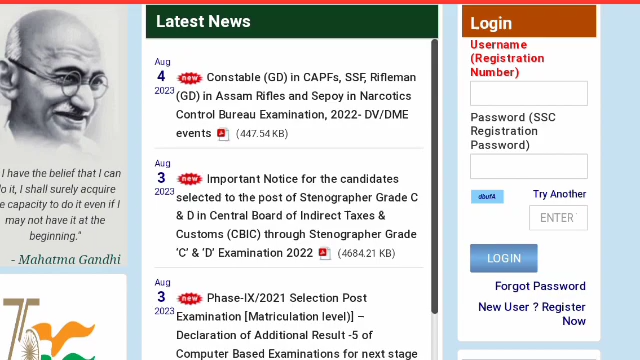 I have the belief that I can
do it, I shall surely acquire
the capacity to do it even if I
may not have it at the
beginning."
- Mahatma Gandhi
75
Latest News
Aug
4
2023
new Constable (GD) in CAPFs, SSF, Rifleman
(GD) in Assam Rifles and Sepoy in Narcotics
Control Bureau Examination, 2022- DV/DME
events (447.54 KB)
Aug
3
2023
new Important Notice for the candidates
selected to the post of Stenographer Grade C
& D in Central Board of Indirect Taxes &
Customs (CBIC) through Stenographer Grade
‘C’ & ‘D’ Examination 2022 (4684.21 KB)
Aug
3
2023
new Phase-IX/2021 Selection Post
Examination [Matriculation level)] –
Declaration of Additional Result -5 of
Computer Based Examinations for next stage
Login
Username
(Registration
Number)
Password (SSC
Registration
Password)
dbufA
Try Another
ENTER
LOGIN
Forgot Password
New User ? Register
Now